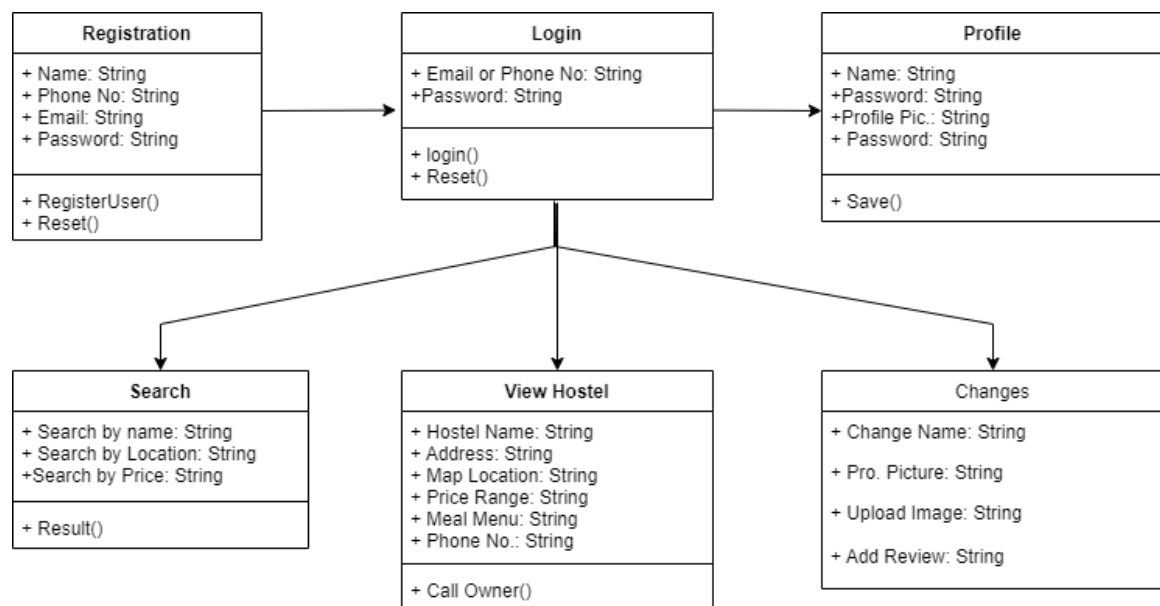 Registration
+ Name: String
+ Phone No: String
+ Email: String
+ Password: String
+ RegisterUser()
+ Reset()
Login
+ Email or Phone No: String
+Password: String
+ login()
+ Reset()
Profile
+ Name: String
+Password: String
+Profile Pic.: String
+ Password: String
+ Save()
Search
+ Search by name: String
+ Search by Location: String
+Search by Price: String
+ Result()
View Hostel
+ Hostel Name: String
+ Address: String
+ Map Location: String
+ Price Range: String
+ Meal Menu: String
+ Phone No.: String
+ Call Owner()
Changes
+ Change Name: String
+ Pro. Picture: String
+ Upload Image: String
+ Add Review: String